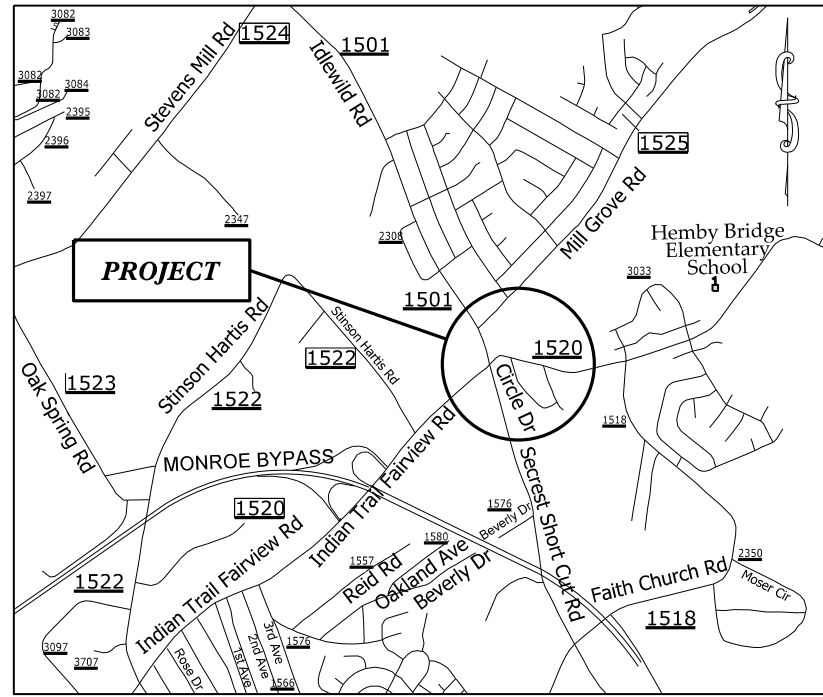 3082
3083
Stevens Mill Rd
1524
Idlewild Rd
1501
3082
3082
3084
2395
2396
2397
2347
1525
Mill Grove Rd
Hemby Bridge
Elementary
School
3033
2308
PROJECT
1501
Stinson Hartis Rd
Stinson Hartis Rd
1522
1520
Oak Spring Rd
1523
1522
Circle Dr
1518
MONROE BYPASS
Indian Trail Fairview Rd
Secrest Short Cut Rd
1520
Indian Trail Fairview Rd
1576
Beverly Dr
1580
1557
Reid Rd
Oakland Ave
Beverly Dr
1522
Faith Church Rd
2350
Moser Cir
1518
3097
3707
Rose Dr
1st Ave
2nd Ave
3rd Ave
1576
1566